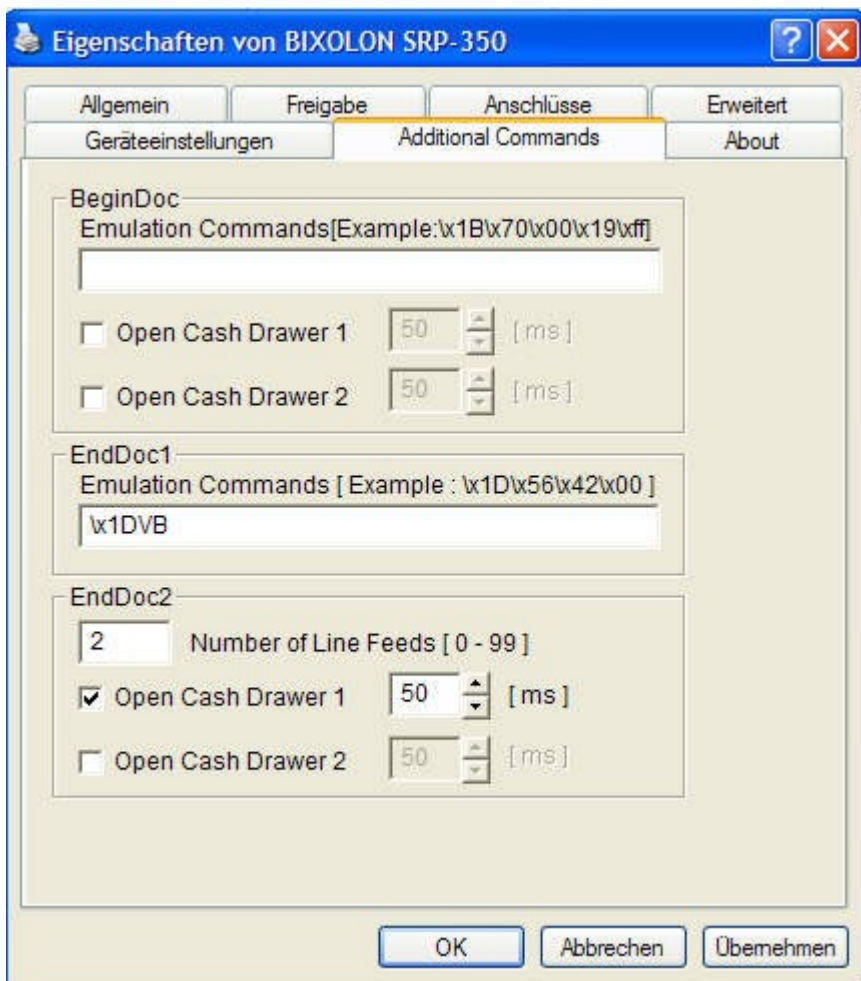 Eigenschaften von BIXOLON SRP-350
Allgemein Freigabe Anschlüsse Erweitert
Geräteeinstellungen Additional Commands About
BeginDoc
Emulation Commands[Example:\x1B\x70\x00\x19\xff]
Open Cash Drawer 1 50 [ ms ]
Open Cash Drawer 2 50 [ ms ]
EndDoc1
Emulation Commands [ Example : \x1D\x56\x42\x00 ]
\x1DVB
EndDoc2
2 Number of Line Feeds [ 0 - 99 ]
Open Cash Drawer 1 50 [ ms ]
Open Cash Drawer 2 50 [ ms ]
OK Abbrechen Übernehmen